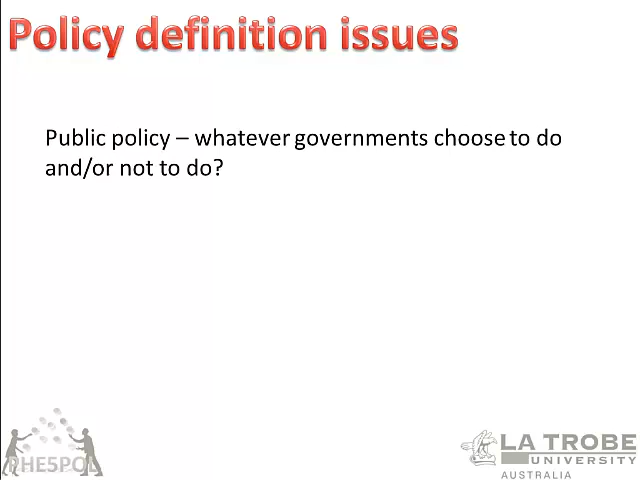 Policy definition issues
Public policy – whatever governments choose to do
and/or not to do?
PHE5POL
LA TROBE
UNIVERSITY
AUSTRALIA